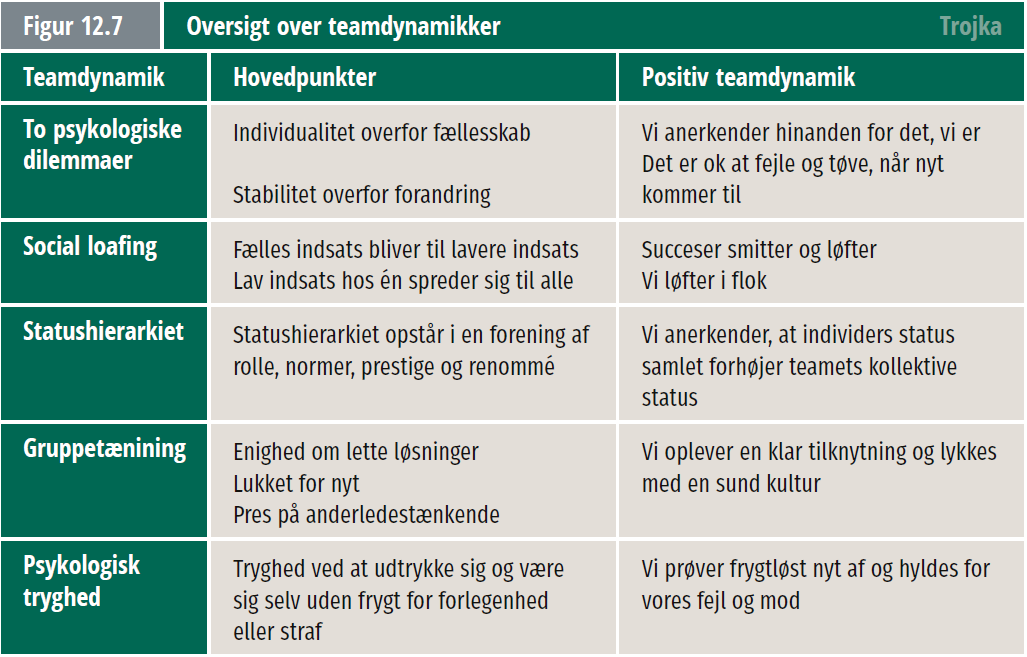 Figur 12.7
Oversigt over teamdynamikker
Trojka
Teamdynamik
Hovedpunkter
Positiv teamdynamik
To psykologiske
dilemmaer
Individualitet overfor fællesskab
Stabilitet overfor forandring
Vi anerkender hinanden for det, vi er
Det er ok at fejle og tøve, når nyt
kommer til
Social loafing
Fælles indsats bliver til lavere indsats
Lav indsats hos én spreder sig til alle
Succeser smitter og løfter
Vi løfter i flok
Statushierarkiet
Statushierarkiet opstår i en forening af
rolle, normer, prestige og renommé
Vi anerkender, at individers status
samlet forhøjer teamets kollektive
status
Gruppetænining
Enighed om lette løsninger
Lukket for nyt
Pres på anderledestænkende
Vi oplever en klar tilknytning og lykkes
med en sund kultur
Psykologisk
tryghed
Tryghed ved at udtrykke sig og være
sig selv uden frygt for forlegenhed
eller straf
Vi prøver frygtløst nyt af og hyldes for
vores fejl og mod